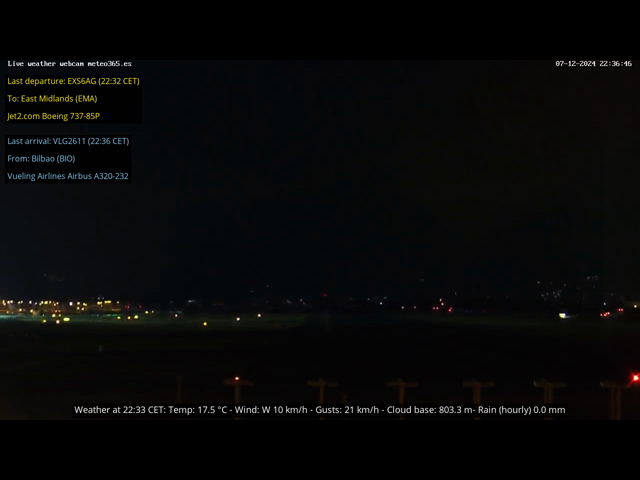 Live weather webcam meteo365.es
07-12-2024 22:36:46
Last departure: EXS6AG (22:32 CET)
To: East Midlands (EMA)
Jet2.com Boeing 737-85P
Last arrival: VLG2611 (22:36 CET)
From: Bilbao (BIO)
Vueling Airlines Airbus A320-232
Weather at 22:33 CET: Temp: 17.5 °C - Wind: W 10 km/h - Gusts: 21 km/h - Cloud base: 803.3 m- Rain (hourly) 0.0 mm